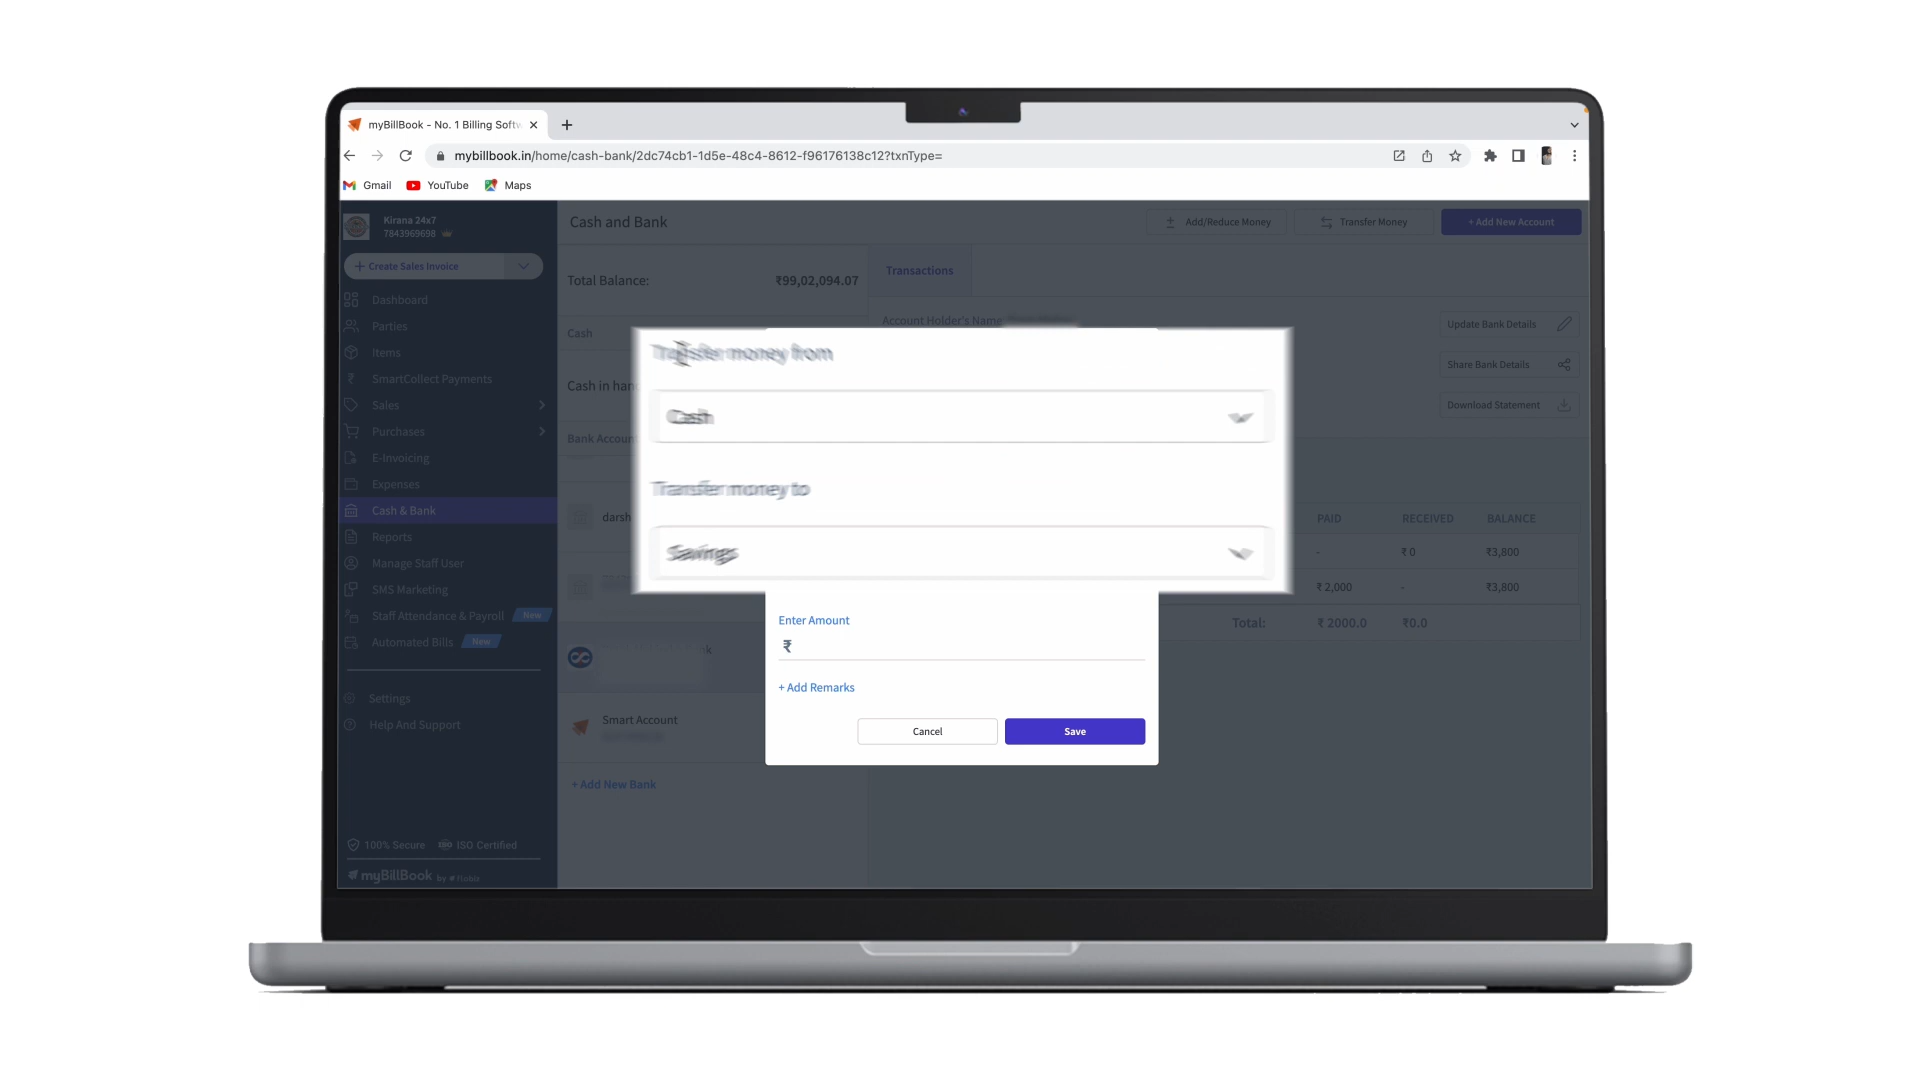 myBillBook - No. 1 Billing Softw
mybillbook.in/home/cash-bank/2dc74cb1-1d5e-48c4-8612-f96176138c12?txnType=
Gmail YouTube Maps
Kirana 24x7
7843969698
+ Create Sales Invoice
Dashboard
Parties
Items
SmartCollect Payments
Sales
Purchases
E-Invoicing
Expenses
Cash & Bank
Reports
Manage Staff User
SMS Marketing
Staff Attendance & Payroll New
Automated Bills New
Settings
Help And Support
100% Secure ISO Certified
myBillBook by Flobiz
Cash and Bank
Add/Reduce Money
Transfer Money
+ Add New Account
Total Balance: ₹99,02,094.07
Cash
Cash in han
Bank Accoun
darsh
Smart Account
+ Add New Bank
Transactions
Account Holder's Name
Update Bank Details
Share Bank Details
Download Statement
PAID RECEIVED BALANCE
- ₹ 0 ₹3,800
₹ 2,000 - ₹3,800
Total: ₹ 2000.0 ₹0.0
Transfer money from
Cash
Transfer money to
Savings
Enter Amount
₹
+ Add Remarks
Cancel Save